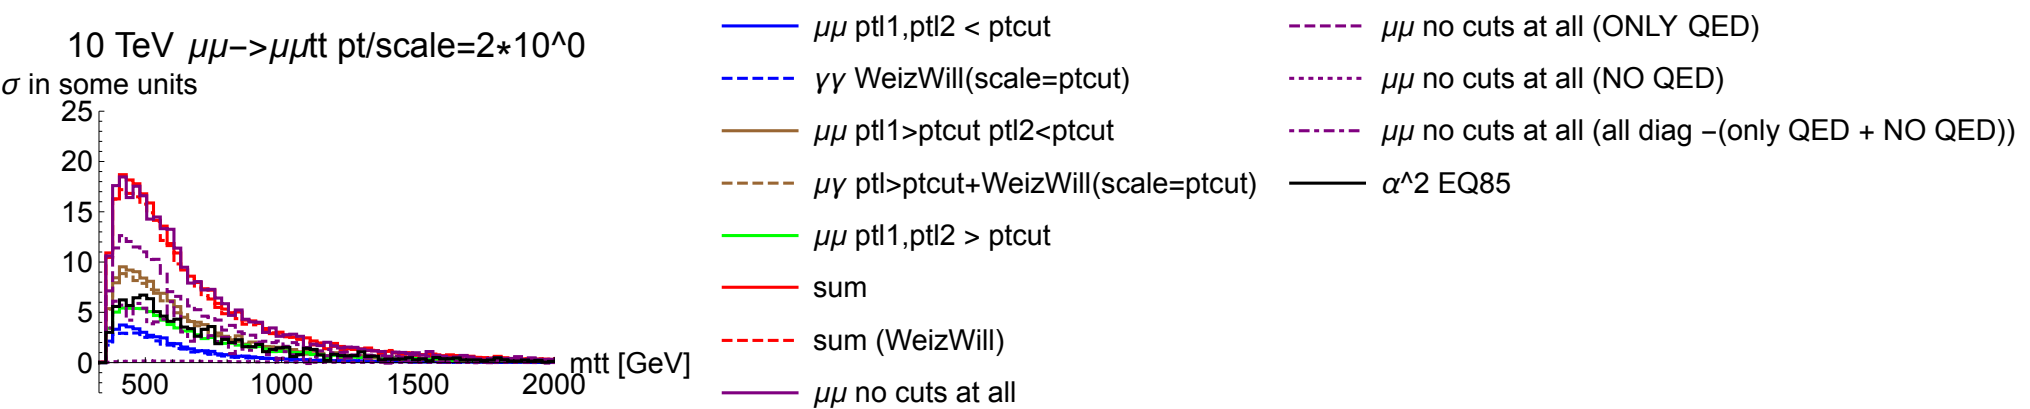 10 TeV μμ−>μμtt pt/scale=2*10^0
σ in some units
25
20
15
10
5
0
500
1000
1500
2000
mtt [GeV]
μμ ptl1,ptl2 < ptcut
γγ WeizWill(scale=ptcut)
μμ ptl1>ptcut ptl2<ptcut
μγ ptl>ptcut+WeizWill(scale=ptcut)
μμ ptl1,ptl2 > ptcut
sum
sum (WeizWill)
μμ no cuts at all
μμ no cuts at all (ONLY QED)
μμ no cuts at all (NO QED)
μμ no cuts at all (all diag −(only QED + NO QED))
α^2 EQ85